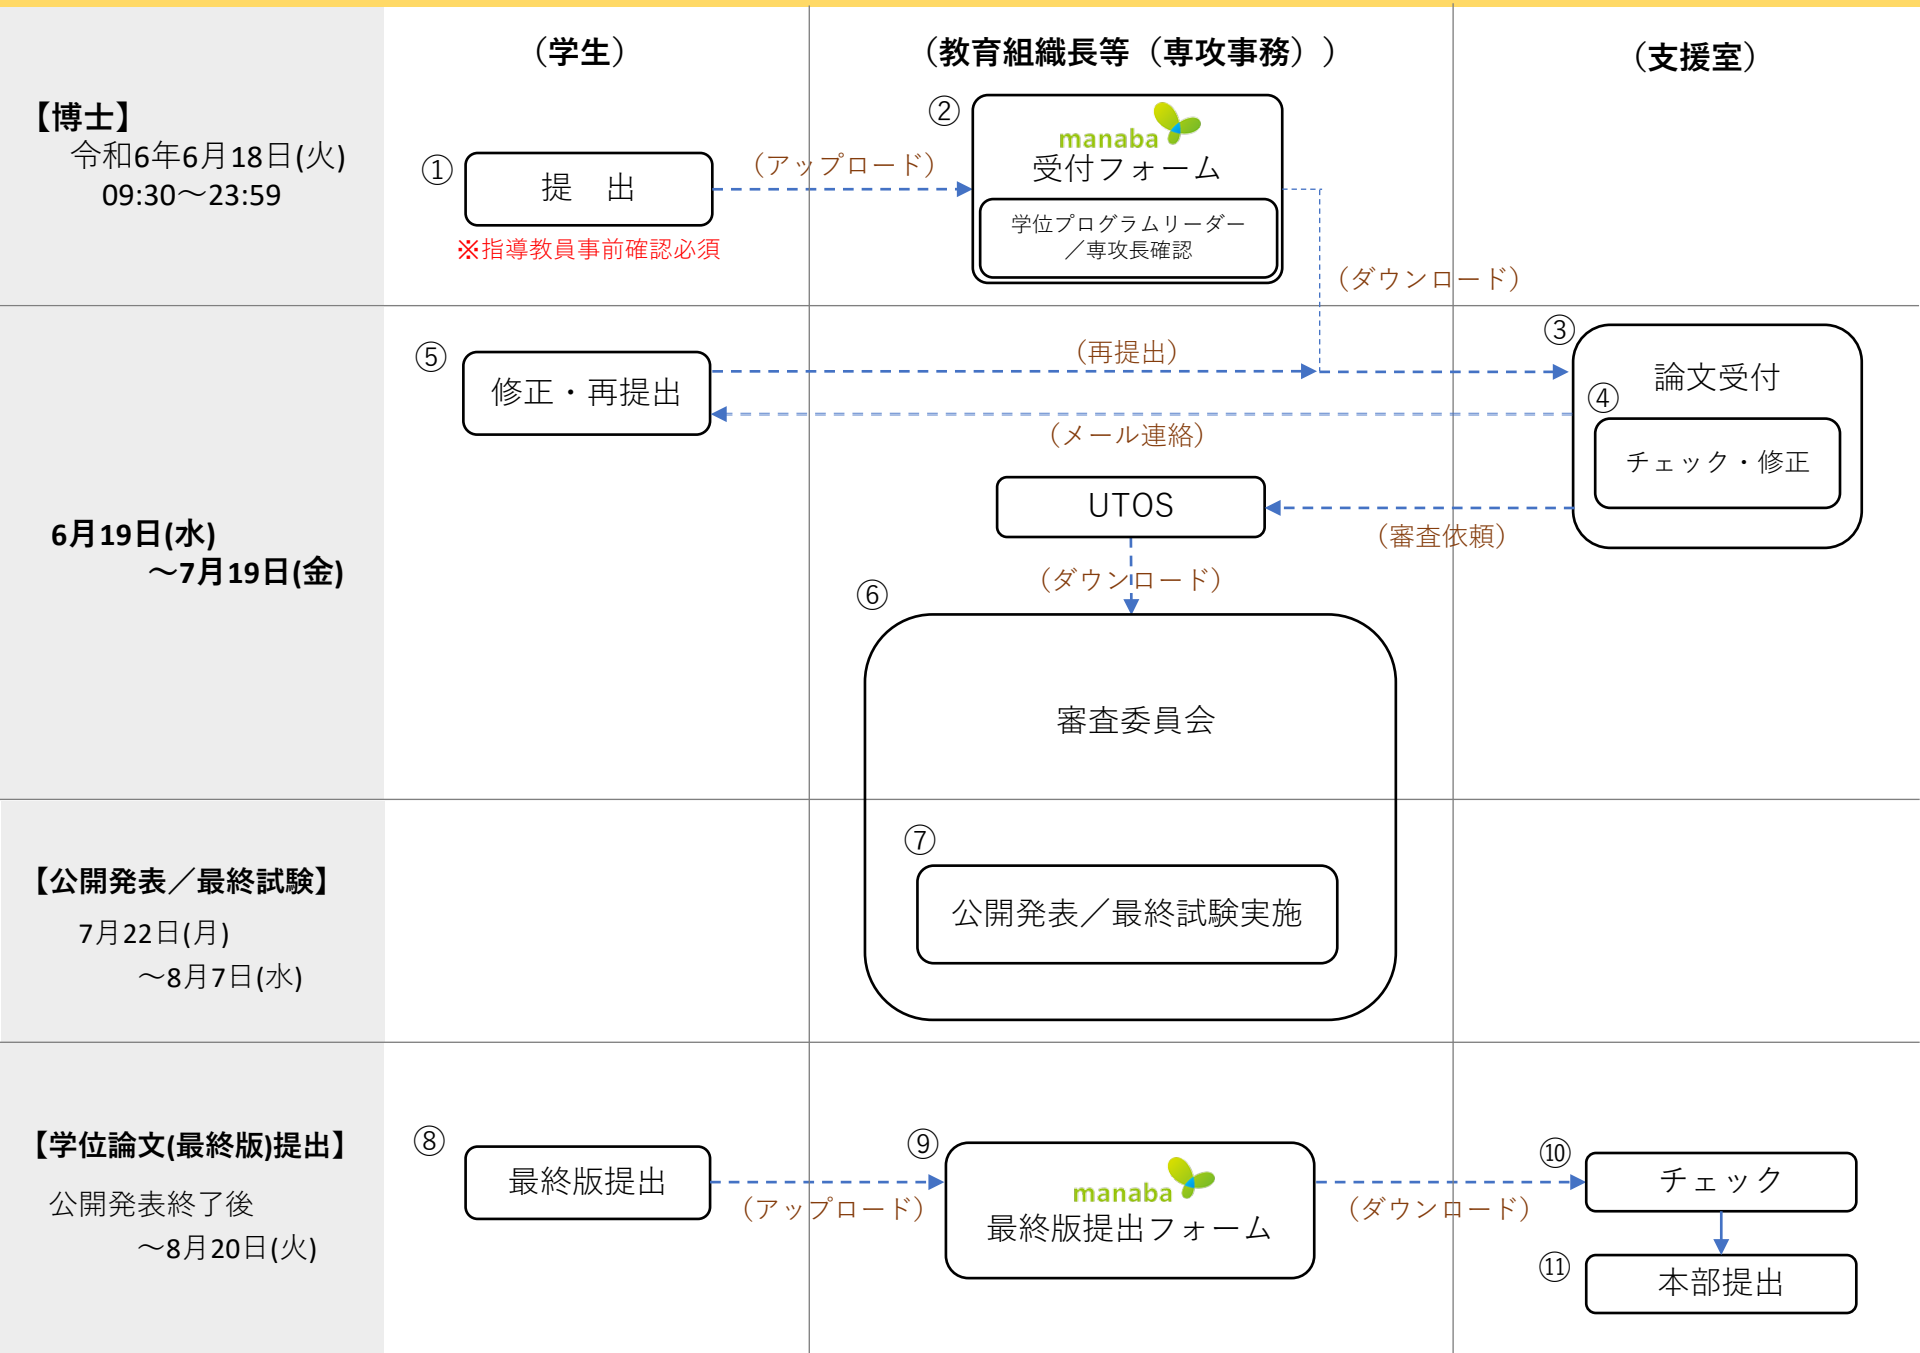 （学生）
（教育組織長等（専攻事務））
（支援室）
【博士】
令和6年6月18日(火)
09:30～23:59
①
提　出
※指導教員事前確認必須
（アップロード）
②
manaba
受付フォーム
学位プログラムリーダー
／専攻長確認
（ダウンロード）
6月19日(水)
～7月19日(金)
⑤
修正・再提出
（再提出）
（メール連絡）
③
論文受付
④
チェック・修正
（審査依頼）
UTOS
（ダウンロード）
⑥
審査委員会
【公開発表／最終試験】
7月22日(月)
～8月7日(水)
⑦
公開発表／最終試験実施
【学位論文(最終版)提出】
公開発表終了後
～8月20日(火)
⑧
最終版提出
（アップロード）
⑨
manaba
最終版提出フォーム
（ダウンロード）
⑩
チェック
⑪
本部提出